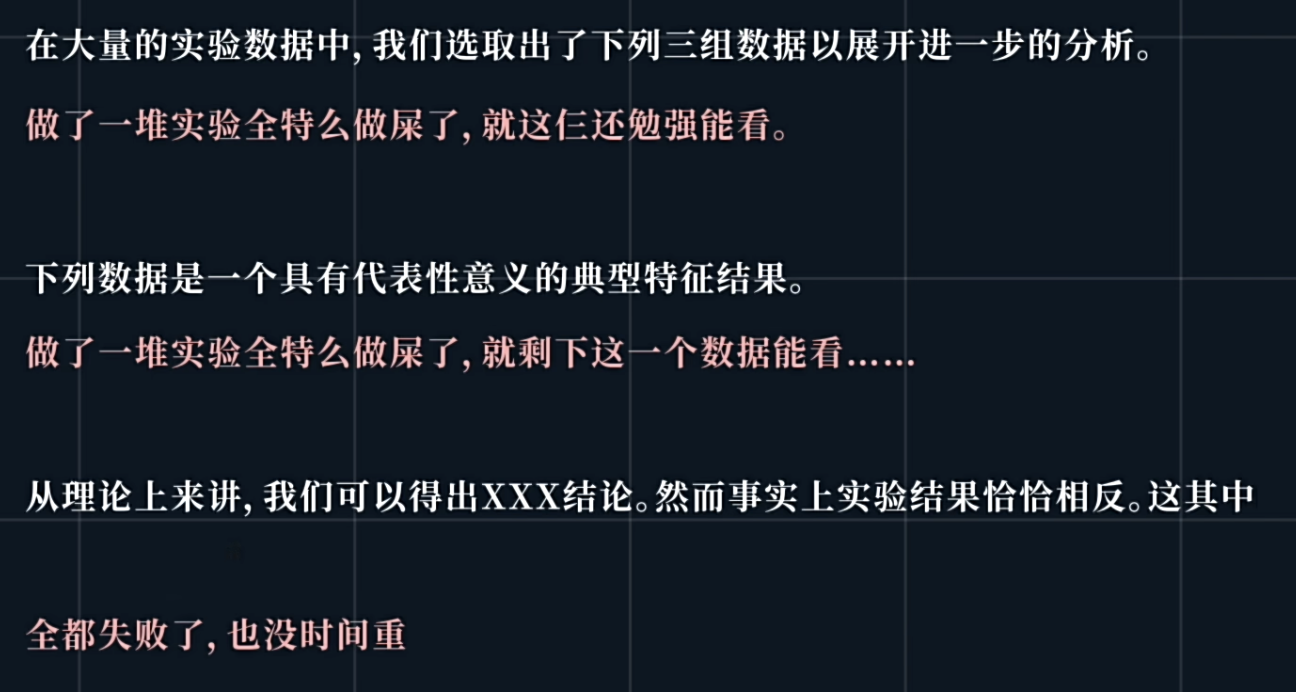 在大量的实验数据中,我们选取出了下列三组数据以展开进一步的分析。
做了一堆实验全特么做屎了,就这仨还勉强能看。
下列数据是一个具有代表性意义的典型特征结果。
做了一堆实验全特么做屎了,就剩下这一个数据能看……
从理论上来讲,我们可以得出XXX结论。然而事实上实验结果恰恰相反。这其中
全都失败了,也没时间重